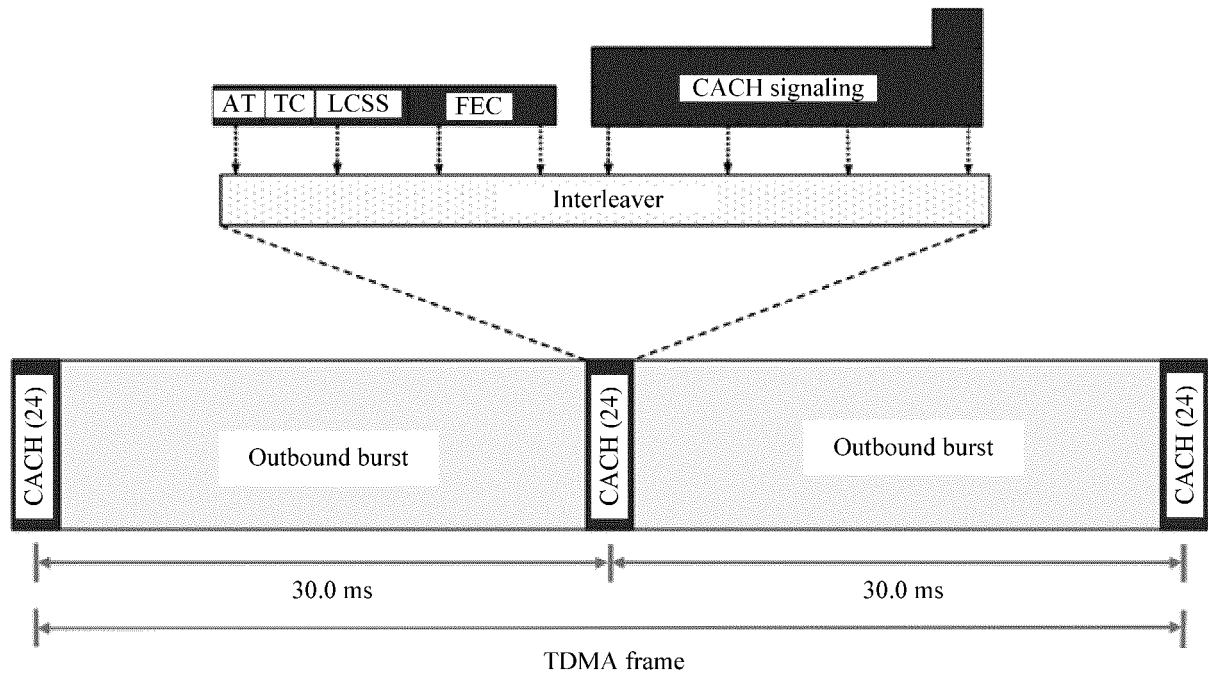 CACH signaling
AT TC LCSS FEC
Interleaver
CACH (24)
Outbound burst
CACH (24)
Outbound burst
CACH (24)
30.0 ms
30.0 ms
TDMA frame